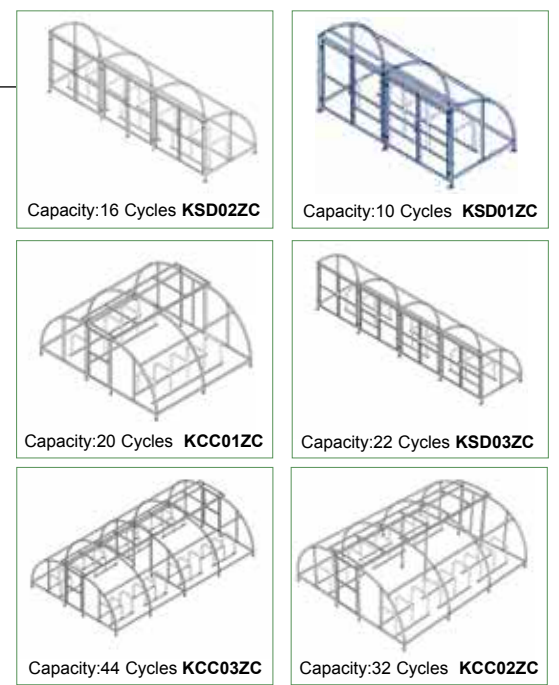 Capacity:16 Cycles KSD02ZC
Capacity:10 Cycles KSD01ZC
Capacity:20 Cycles KCC01ZC
Capacity:22 Cycles KSD03ZC
Capacity:44 Cycles KCC03ZC
Capacity:32 Cycles KCC02ZC